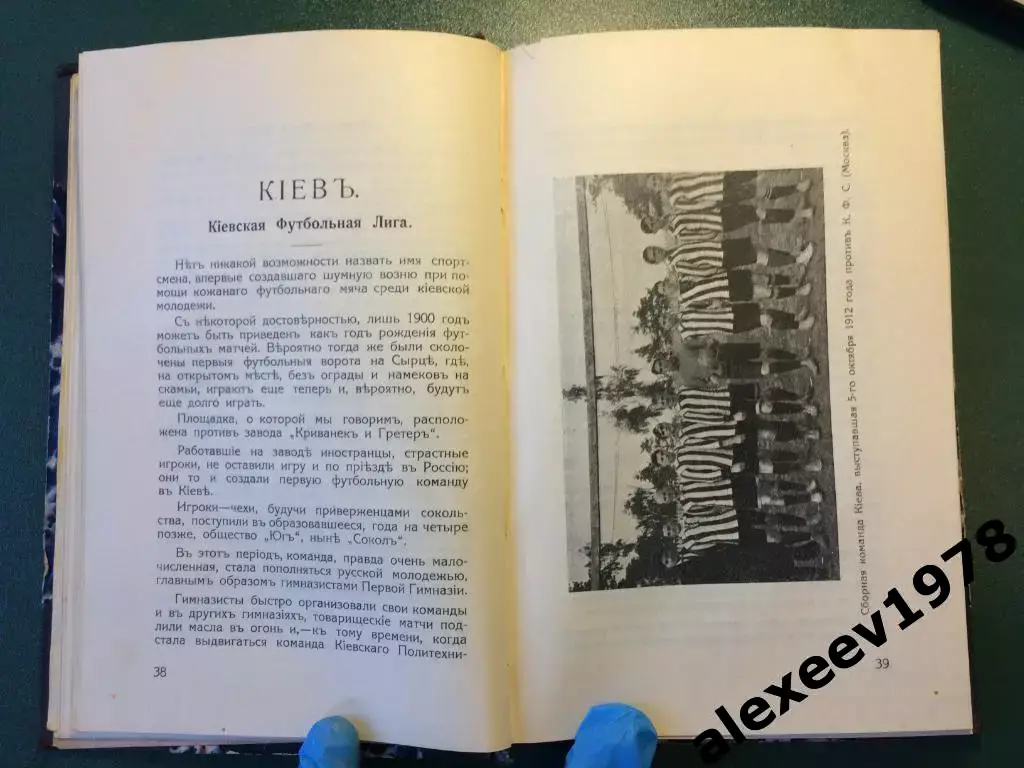 КІЕВЪ.
Кіевская Футбольная Лига.
Нѣтъ никакой возможности назвать имя спорт-
смена, впервые создавшаго шумную возню при по-
мощи кожанаго футбольнаго мяча среди кіевской
молодежи.
Съ нѣкоторой достовѣрностью, лишь 1900 годъ
можетъ быть приведенъ какъ годъ рожденія фут-
больныхъ матчей. Вѣроятно тогда же были сколо-
чены первыя футбольныя ворота на Сырцѣ, гдѣ,
на открытомъ мѣстѣ, безъ ограды и намековъ на
скамьи, играютъ еще теперь и, вѣроятно, будутъ
еще долго играть.
Площадка, о которой мы говоримъ, располо-
жена противъ завода „Криванекъ и Гретеръ“.
Работавшіе на заводѣ иностранцы, страстные
игроки, не оставили игру и по пріѣздѣ въ Россію;
они то и создали первую футбольную команду
въ Кіевѣ.
Игроки—чехи, будучи приверженцами соколь-
ства, поступили въ образовавшееся, года на четыре
позже, общество „Югъ“, нынѣ „Соколъ“.
Въ этотъ періодъ, команда, правда очень мало-
численная, стала пополняться русской молодежью,
главнымъ образомъ гимназистами Первой Гимназіи.
Гимназисты быстро организовали свои команды
и въ другихъ гимназіяхъ, товарищескіе матчи под-
лили масла въ огонь и,—къ тому времени, когда
стала выдвигаться команда Кіевскаго Политехни-
38
Сборная команда Кіева, выступавшая 5-го октября 1912 года противъ К. Ф. С. (Москва).
39
alexeev1978